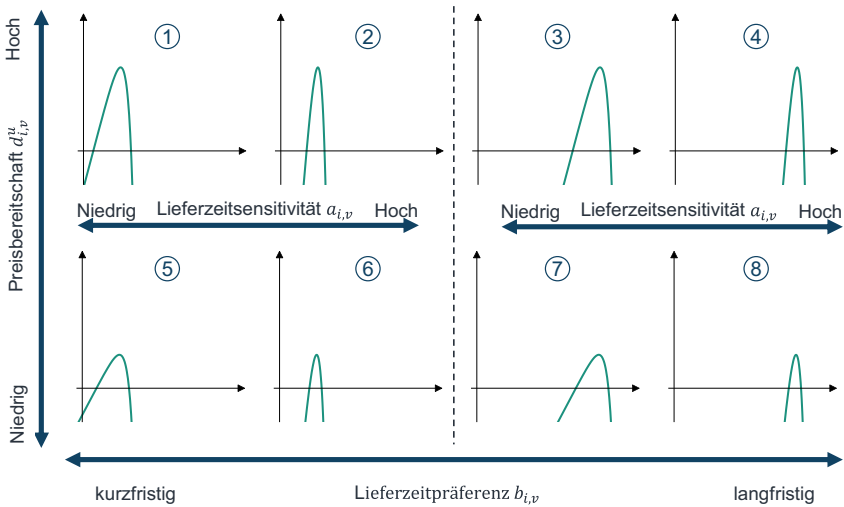 Hoch
Preisbereitschaft $d_{i,v}^{u}$
Niedrig
①
②
③
④
Niedrig Lieferzeitsensitivität $a_{i,v}$ Hoch
Niedrig Lieferzeitsensitivität $a_{i,v}$ Hoch
⑤
⑥
⑦
⑧
kurzfristig Lieferzeitpräferenz $b_{i,v}$ langfristig